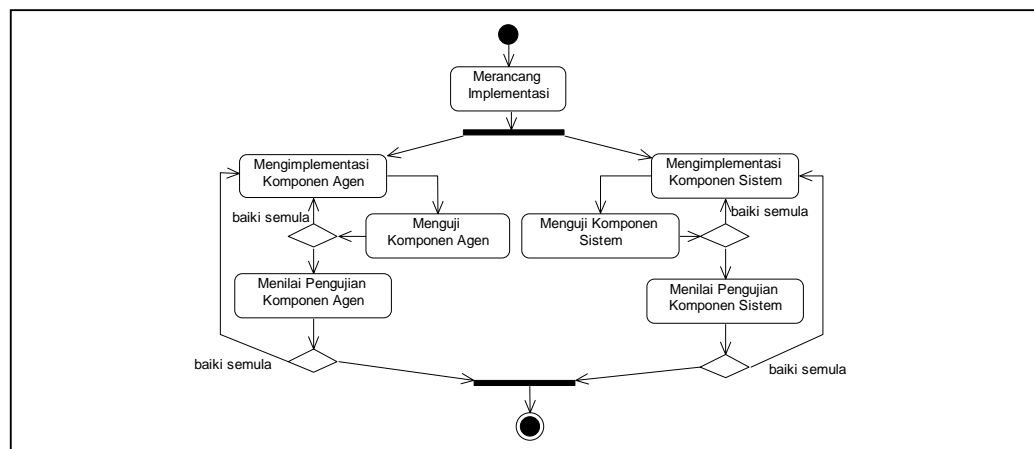 Merancang
Implementasi
Mengimplementasi
Komponen Agen
Mengimplementasi
Komponen Sistem
baiki semula
baiki semula
Menguji
Komponen Agen
Menguji Komponen
Sistem
Menilai Pengujian
Komponen Agen
Menilai Pengujian
Komponen Sistem
baiki semula
baiki semula